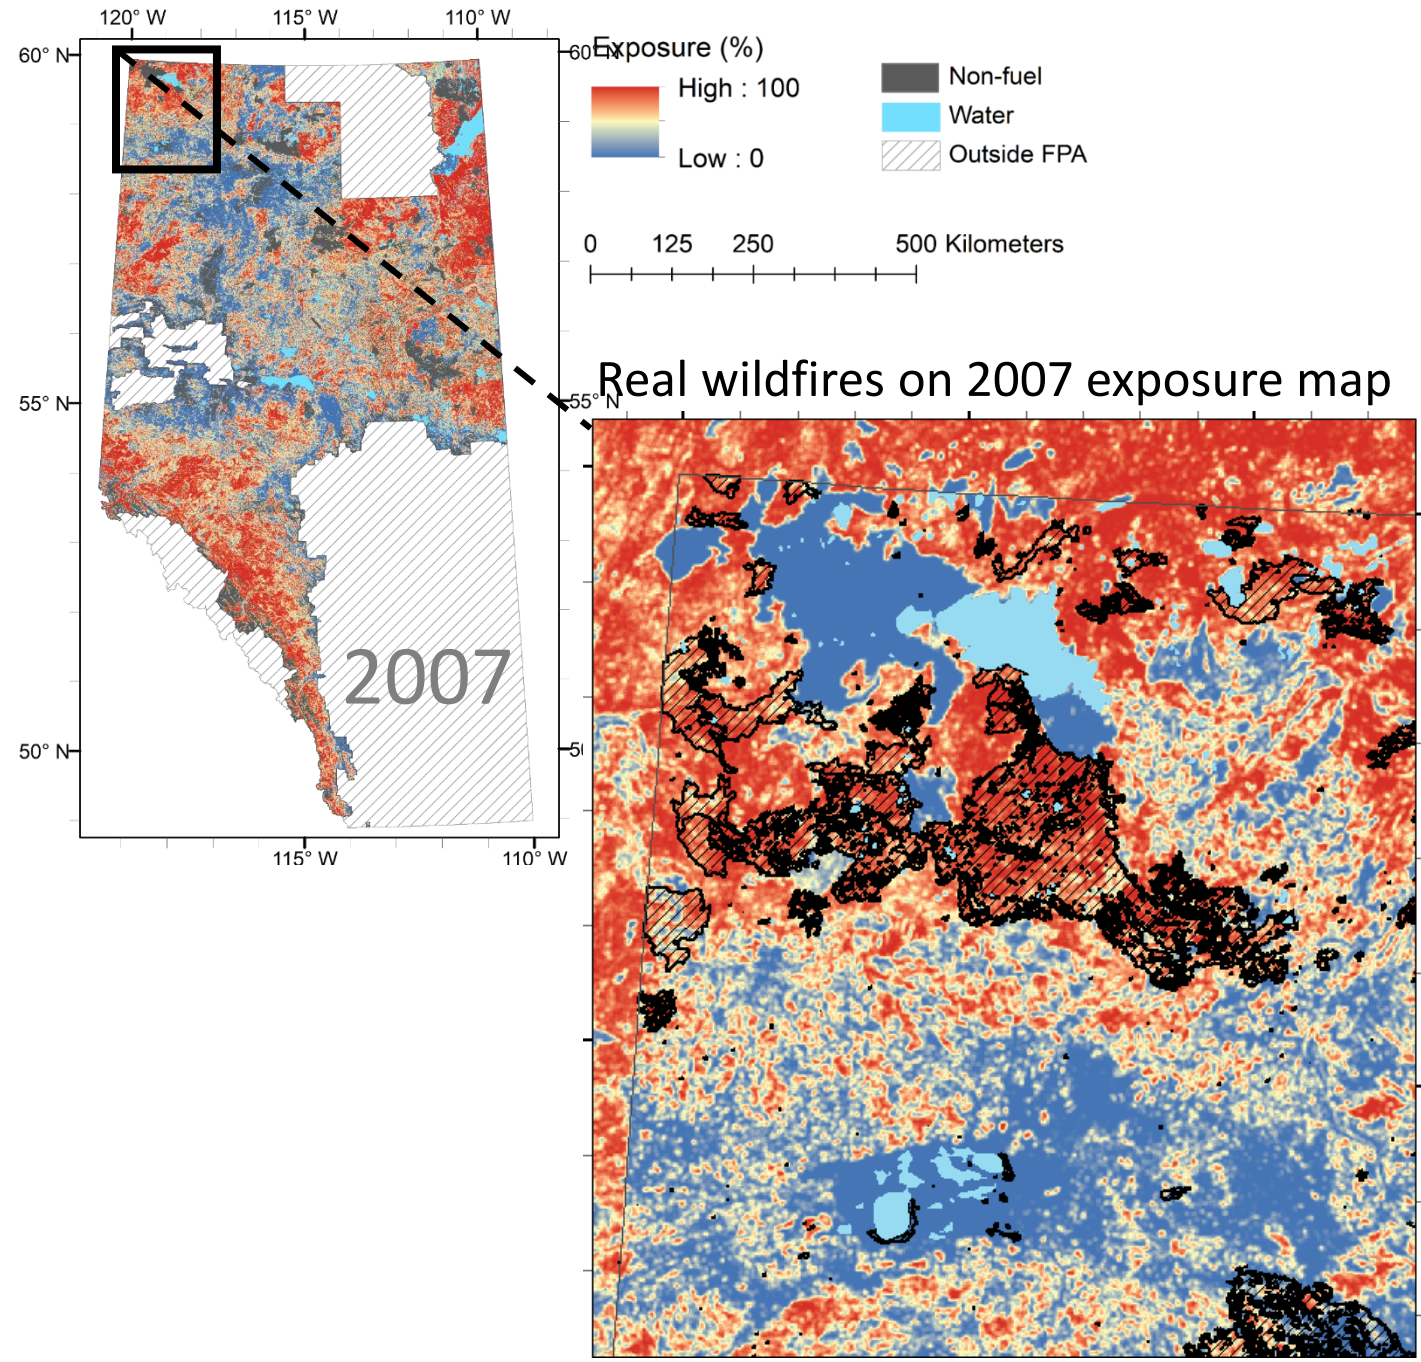 120° W 115° W 110° W
60° N
60° N
Exposure (%)
High : 100
Low : 0
Non-fuel
Water
Outside FPA
0 125 250 500 Kilometers
55° N
55° N
Real wildfires on 2007 exposure map
2007
50° N
115° W 110° W